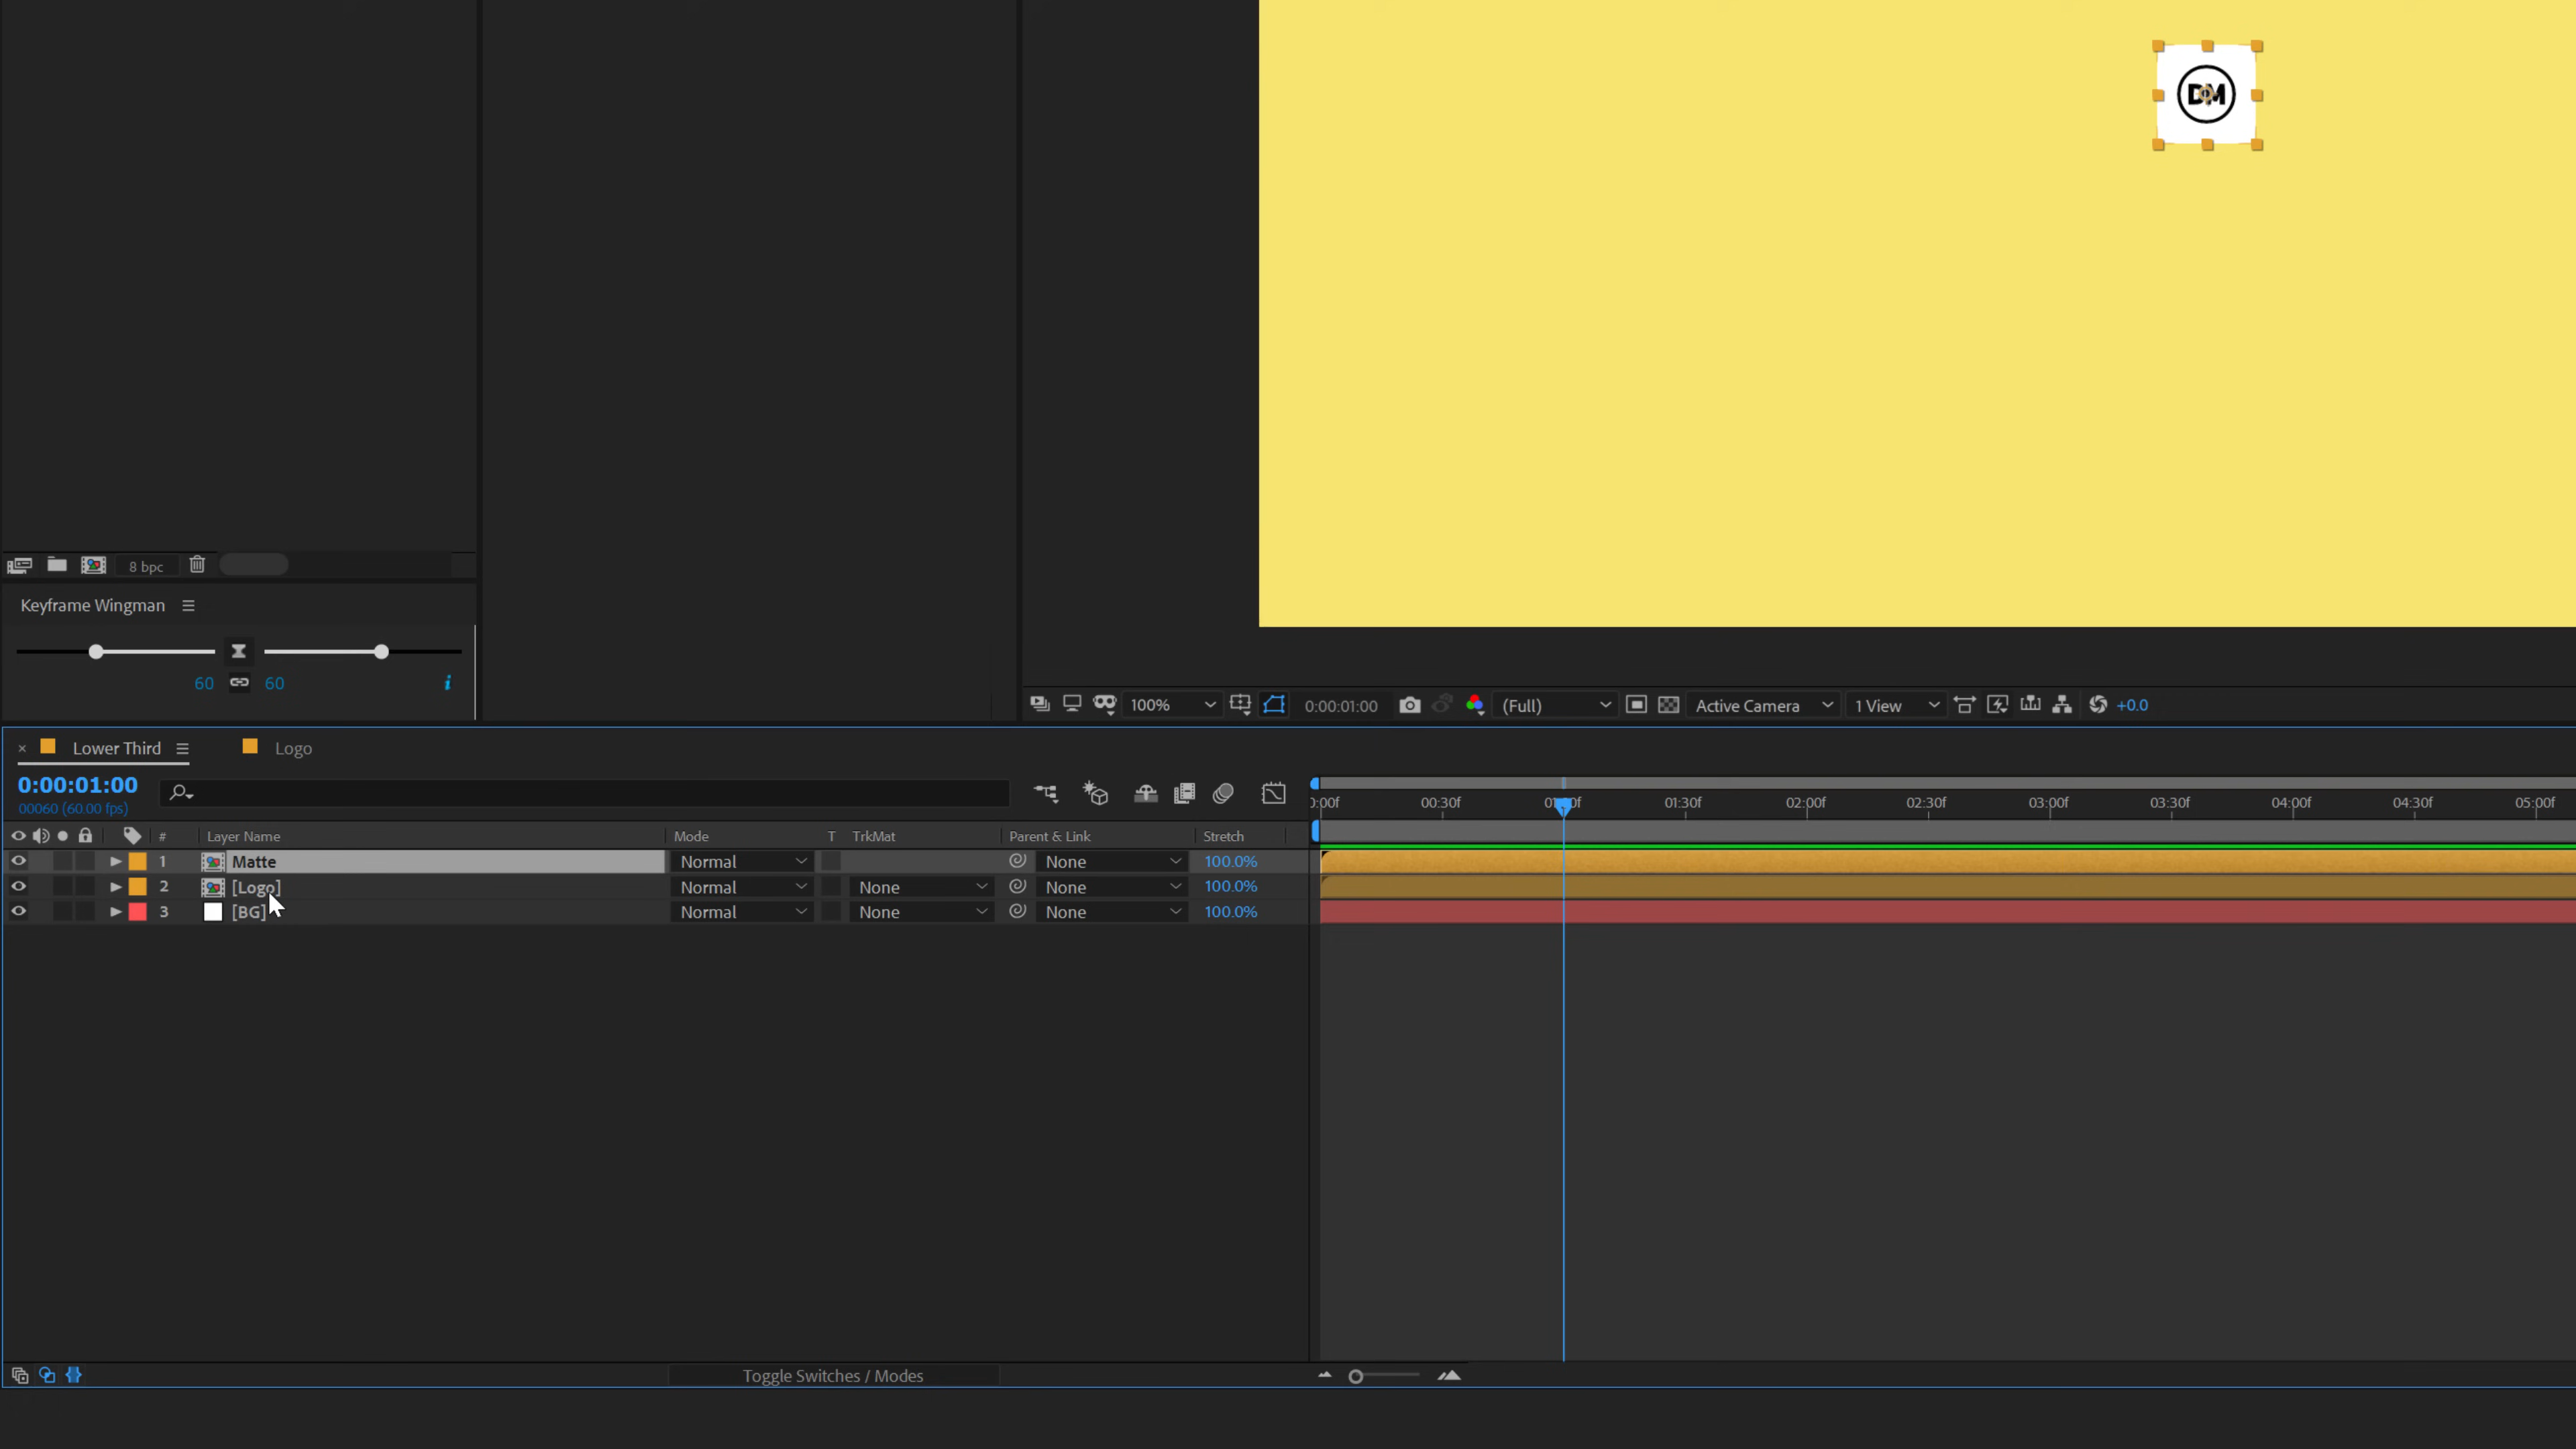 DM
8 bpc
Keyframe Wingman
60 60 i
100% 0:00:01:00 (Full) Active Camera 1 View +0.0
× Lower Third Logo
0:00:01:00
00060 (60.00 fps)
):00f 00:30f 01:00f 01:30f 02:00f 02:30f 03:00f 03:30f 04:00f 04:30f 05:00f
# Layer Name Mode T TrkMat Parent & Link Stretch
1 Matte Normal None 100.0%
2 [Logo] Normal None None 100.0%
3 [BG] Normal None None 100.0%
Toggle Switches / Modes